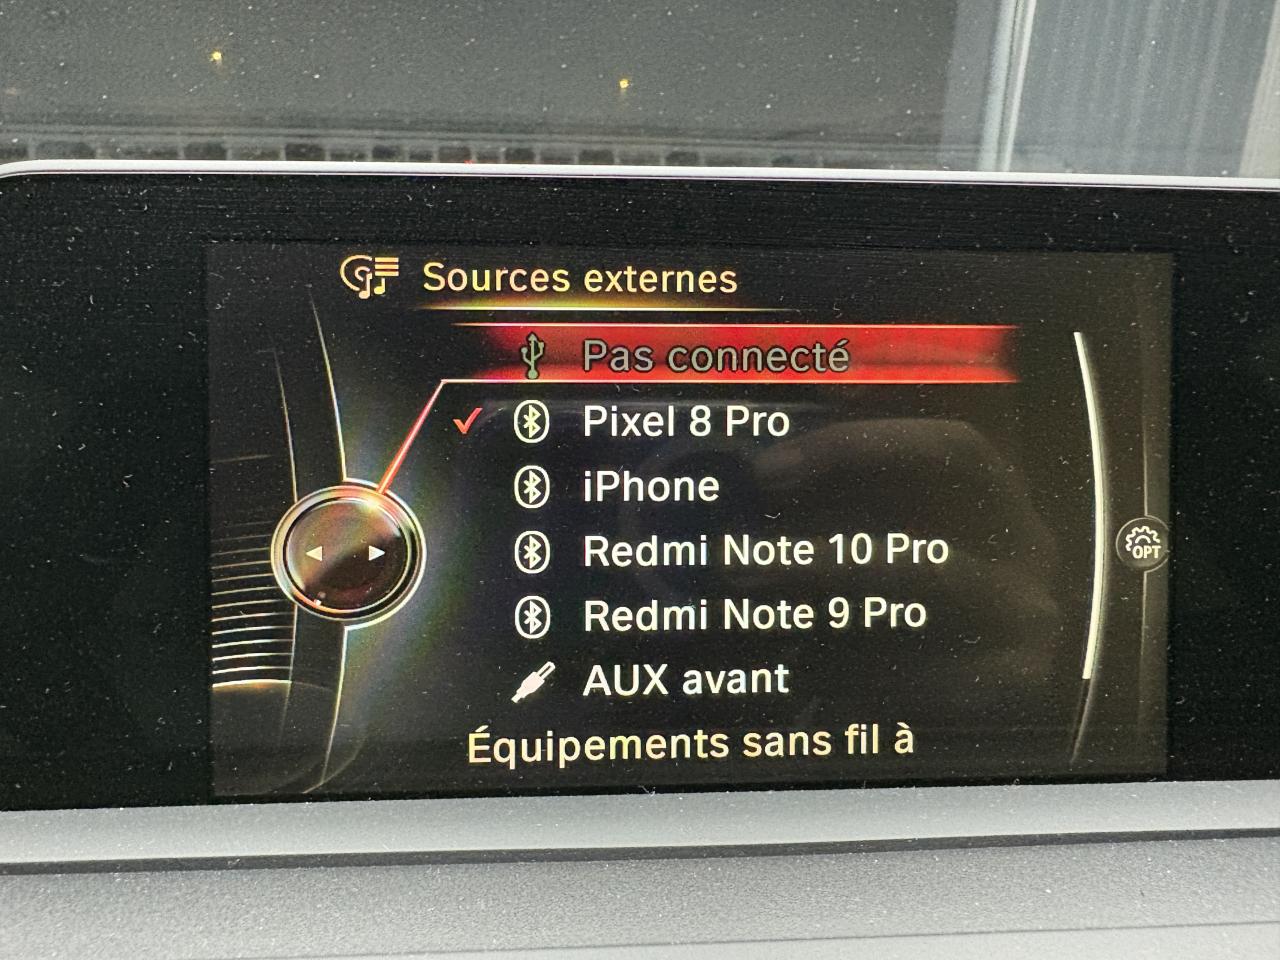 Sources externes
Pas connecté
Pixel 8 Pro
iPhone
Redmi Note 10 Pro
OPT
Redmi Note 9 Pro
AUX avant
Équipements sans fil à